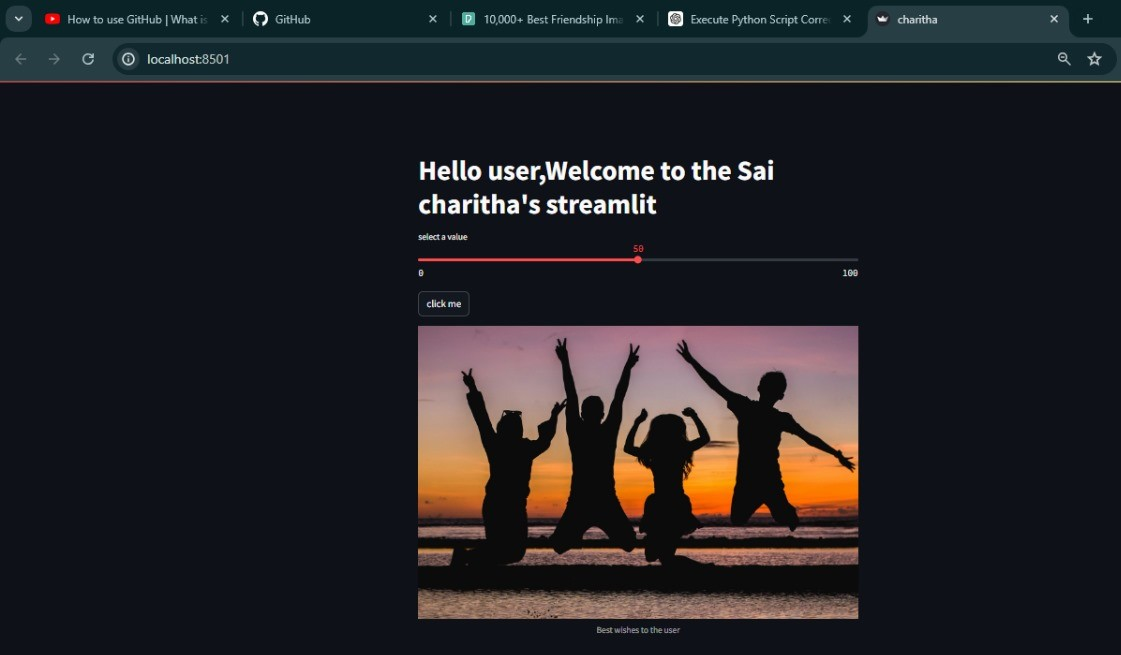 How to use GitHub | What is
GitHub
10,000+ Best Friendship Ima
Execute Python Script Corre
charitha
localhost:8501
Hello user,Welcome to the Sai
charitha's streamlit
select a value
50
0
100
click me
Best wishes to the user